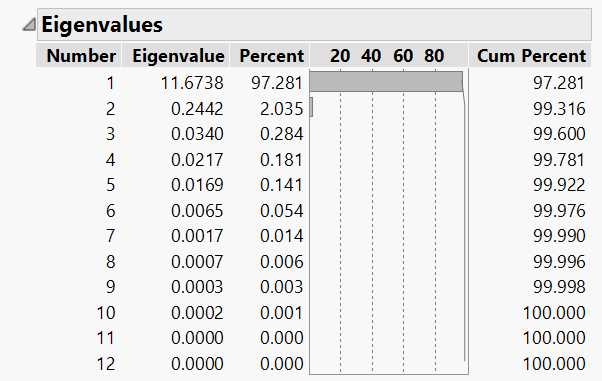 Eigenvalues
Number Eigenvalue Percent 20 40 60 80 Cum Percent
1 11.6738 97.281 97.281
2 0.2442 2.035 99.316
3 0.0340 0.284 99.600
4 0.0217 0.181 99.781
5 0.0169 0.141 99.922
6 0.0065 0.054 99.976
7 0.0017 0.014 99.990
8 0.0007 0.006 99.996
9 0.0003 0.003 99.998
10 0.0002 0.001 100.000
11 0.0000 0.000 100.000
12 0.0000 0.000 100.000